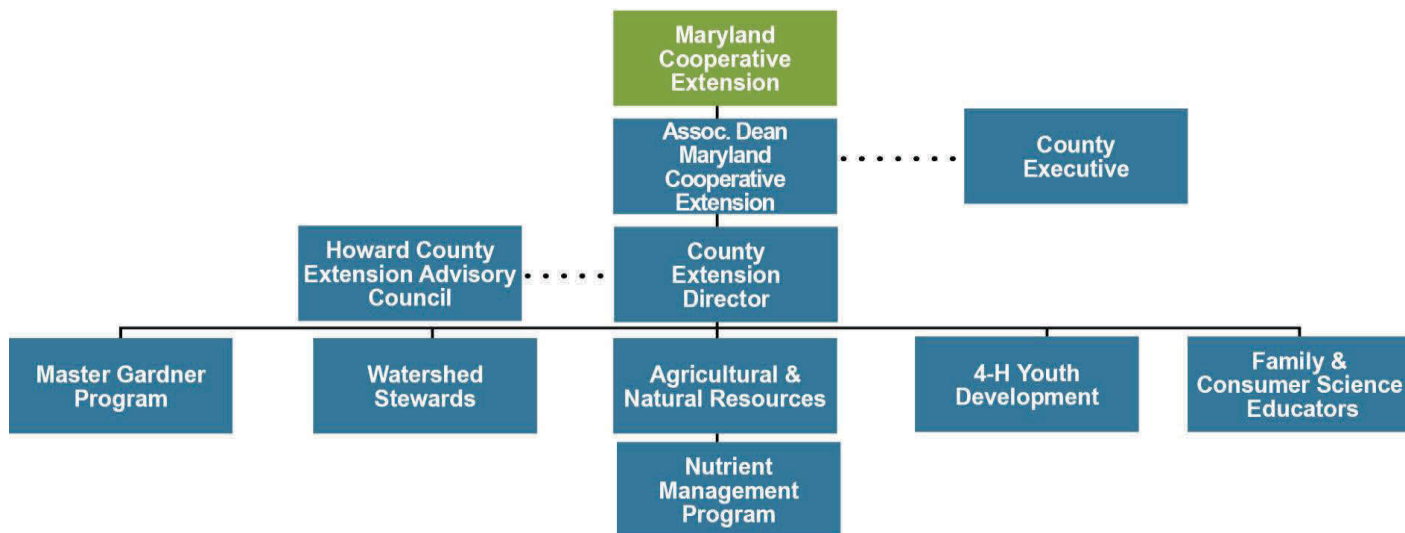 Maryland
Cooperative
Extension
Assoc. Dean
Maryland
Cooperative
Extension
County
Executive
Howard County
Extension Advisory
Council
County
Extension
Director
Master Gardner
Program
Watershed
Stewards
Agricultural &
Natural Resources
4-H Youth
Development
Family &
Consumer Science
Educators
Nutrient
Management
Program